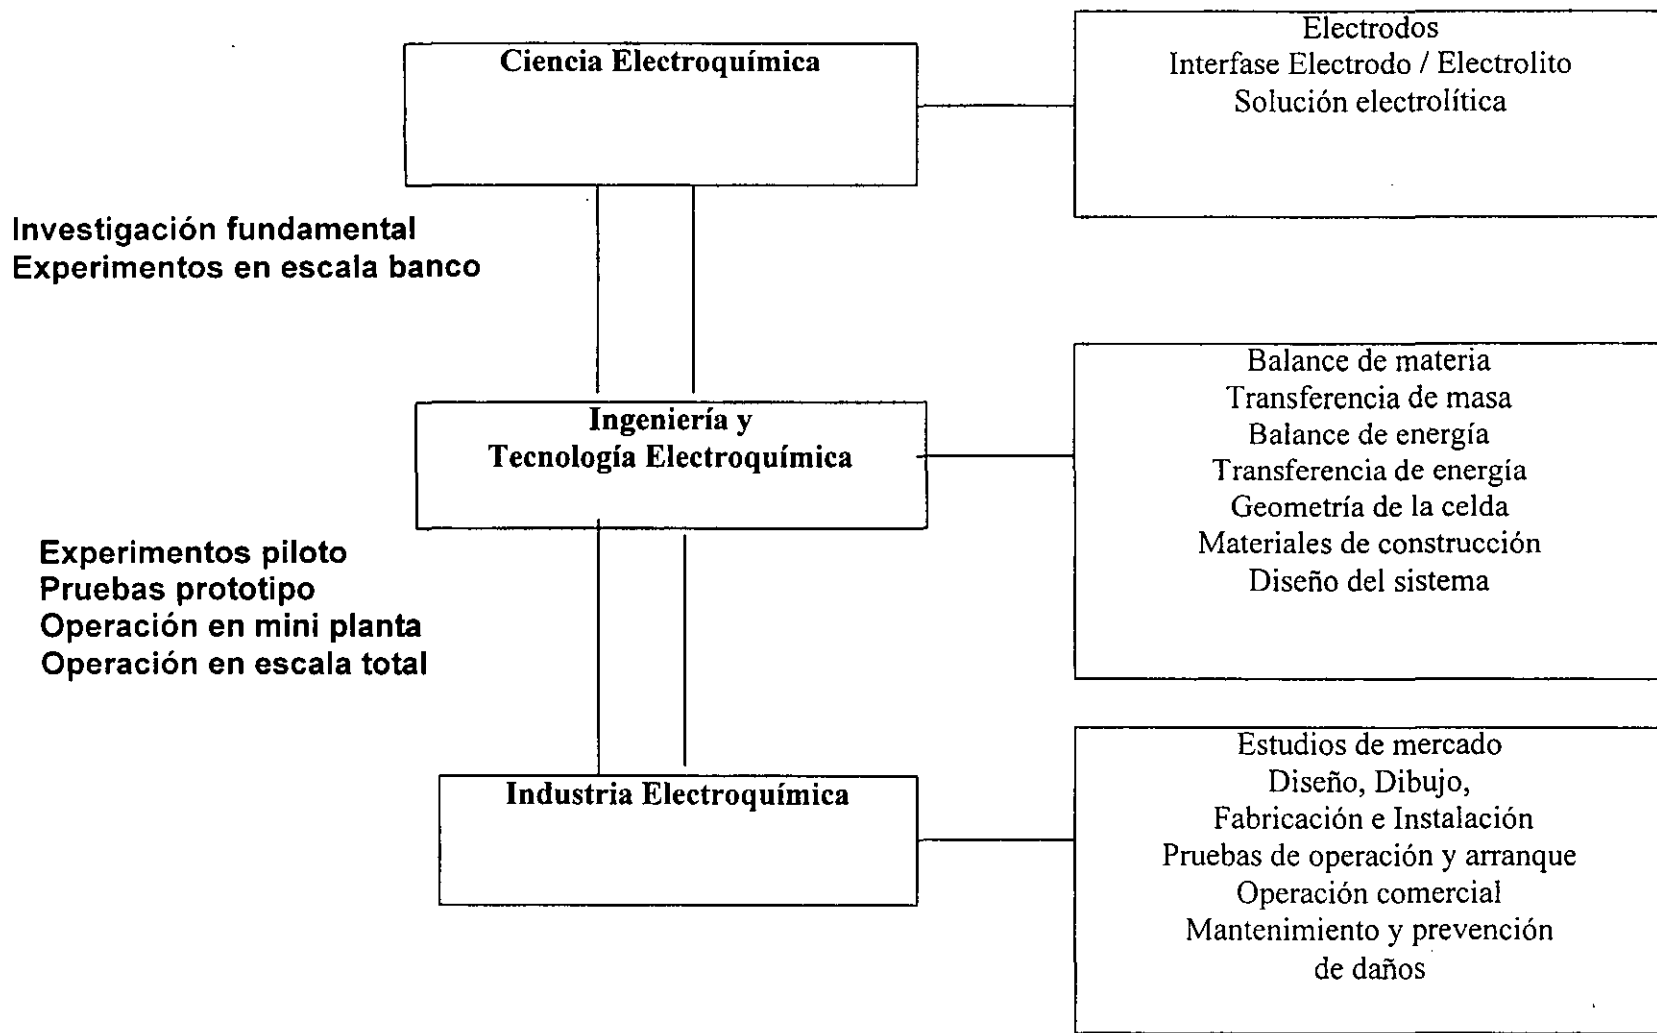 Ciencia Electroquímica
Electrodos
Interfase Electrodo / Electrolito
Solución electrolítica
Investigación fundamental
Experimentos en escala banco
Ingeniería y
Tecnología Electroquímica
Balance de materia
Transferencia de masa
Balance de energía
Transferencia de energía
Geometría de la celda
Materiales de construcción
Diseño del sistema
Experimentos piloto
Pruebas prototipo
Operación en mini planta
Operación en escala total
Industria Electroquímica
Estudios de mercado
Diseño, Dibujo,
Fabricación e Instalación
Pruebas de operación y arranque
Operación comercial
Mantenimiento y prevención
de daños